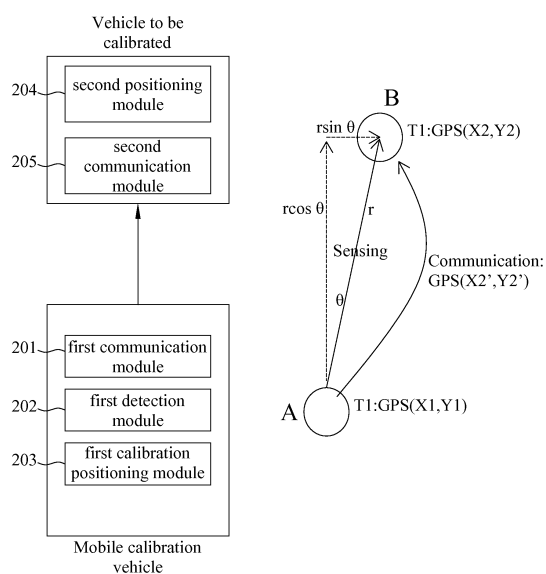 Vehicle to be
calibrated
204
second positioning
module
205
second
communication
module
201
first communication
module
202
first detection
module
203
first calibration
positioning module
Mobile calibration
vehicle
B
rsin θ
T1:GPS(X2,Y2)
rcos θ
r
Sensing
θ
Communication:
GPS(X2’,Y2’)
A
T1:GPS(X1,Y1)